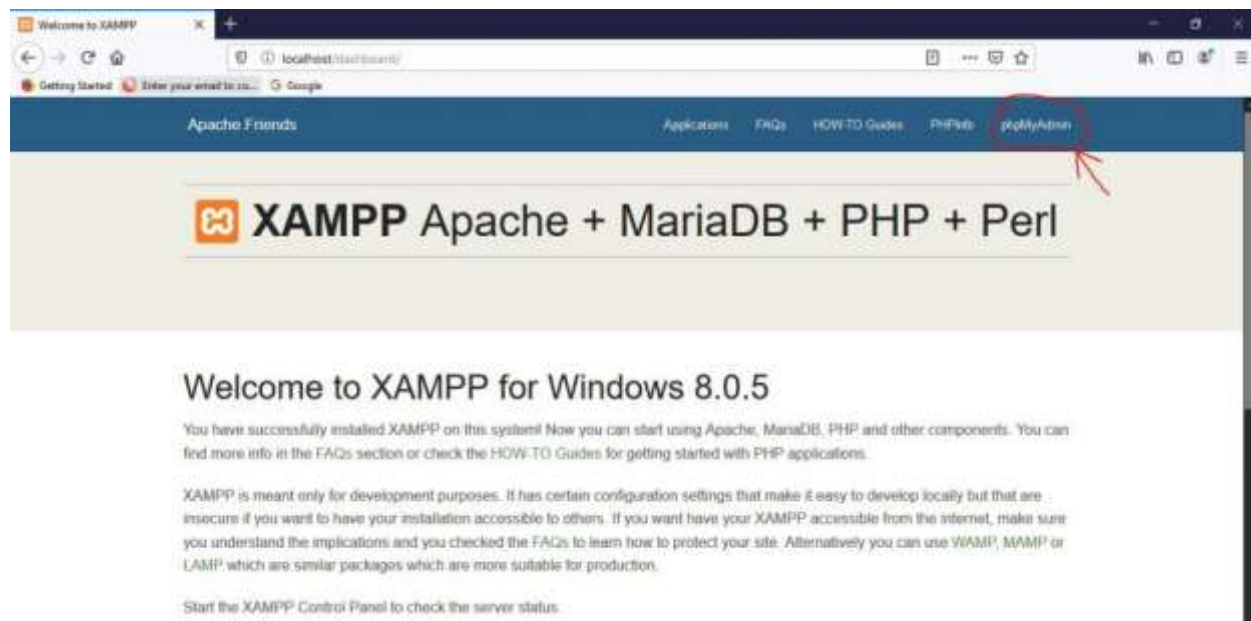 Welcome to XAMPP
localhost/dashboard/
Getting Started Enter your email to co... Google
Apache Friends Applications FAQs HOW-TO Guides PHPInfo phpMyAdmin
XAMPP Apache + MariaDB + PHP + Perl
Welcome to XAMPP for Windows 8.0.5
You have successfully installed XAMPP on this system! Now you can start using Apache, MariaDB, PHP and other components. You can
find more info in the FAQs section or check the HOW-TO Guides for getting started with PHP applications.
XAMPP is meant only for development purposes. It has certain configuration settings that make it easy to develop locally but that are
insecure if you want to have your installation accessible to others. If you want have your XAMPP accessible from the internet, make sure
you understand the implications and you checked the FAQs to learn how to protect your site. Alternatively you can use WAMP, MAMP or
LAMP which are similar packages which are more suitable for production.
Start the XAMPP Control Panel to check the server status.